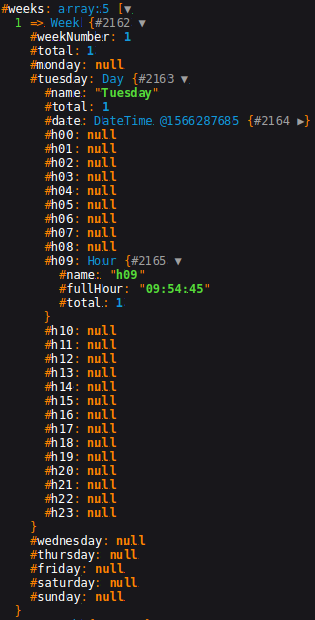 #weeks: array:5 [▼
1 => Week {#2162 ▼
#weekNumber: 1
#total: 1
#monday: null
#tuesday: Day {#2163 ▼
#name: "Tuesday"
#total: 1
#date: DateTime @1566287685 {#2164 ▶}
#h00: null
#h01: null
#h02: null
#h03: null
#h04: null
#h05: null
#h06: null
#h07: null
#h08: null
#h09: Hour {#2165 ▼
#name: "h09"
#fullHour: "09:54:45"
#total: 1
}
#h10: null
#h11: null
#h12: null
#h13: null
#h14: null
#h15: null
#h16: null
#h17: null
#h18: null
#h19: null
#h20: null
#h21: null
#h22: null
#h23: null
}
#wednesday: null
#thursday: null
#friday: null
#saturday: null
#sunday: null
}